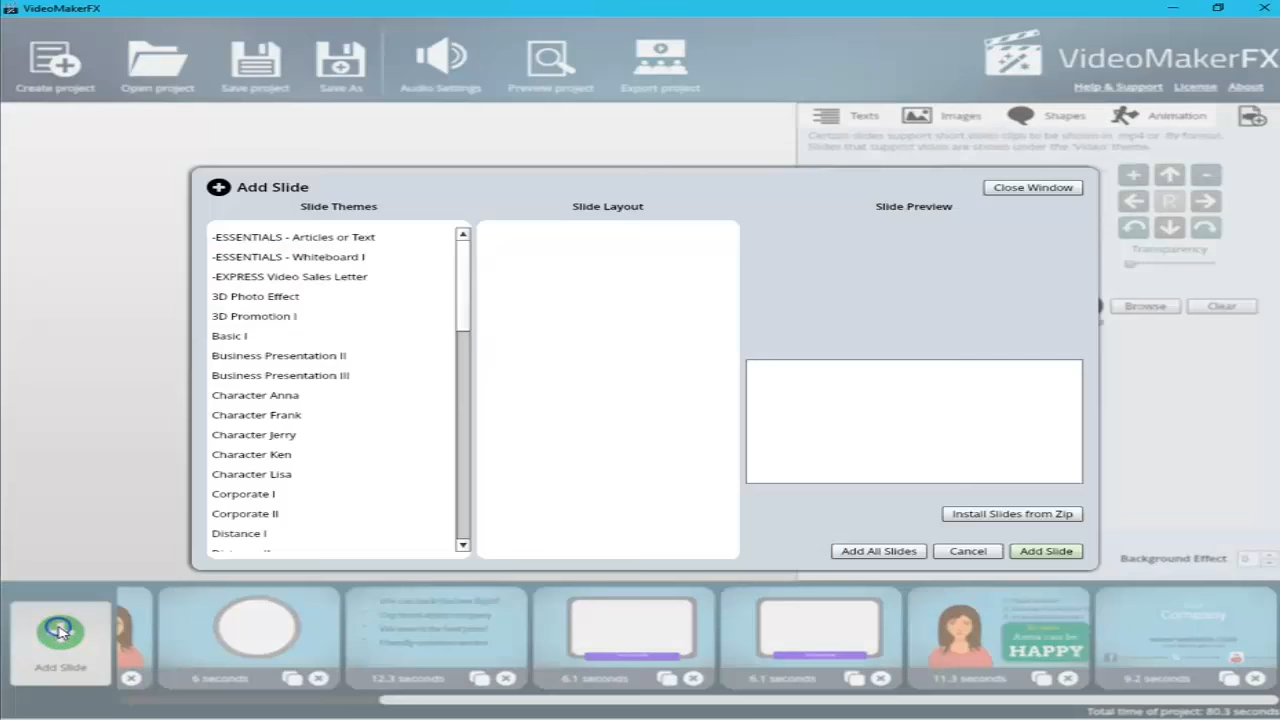 VideoMakerFX
Create project
Open project
Save project
Save As
Audio Settings
Preview project
Export project
VideoMakerFX
Help & Support
License
About
Texts
Images
Shapes
Animation
Certain slides support short video clips to be shown in .mp4 or .flv format.
Slides that support video are shown under the 'Video' theme.
Add Slide
Close Window
Slide Themes
Slide Layout
Slide Preview
-ESSENTIALS - Articles or Text
-ESSENTIALS - Whiteboard I
-EXPRESS Video Sales Letter
3D Photo Effect
3D Promotion I
Basic I
Business Presentation II
Business Presentation III
Character Anna
Character Frank
Character Jerry
Character Ken
Character Lisa
Corporate I
Corporate II
Distance I
R
Transparency
Browse
Clear
Install Slides from Zip
Add All Slides
Cancel
Add Slide
Background Effect
0
Add Slide
6 seconds
12.3 seconds
6.1 seconds
6.1 seconds
Anna can be
HAPPY
11.3 seconds
Company
9.2 seconds
Total time of project: 80.3 seconds